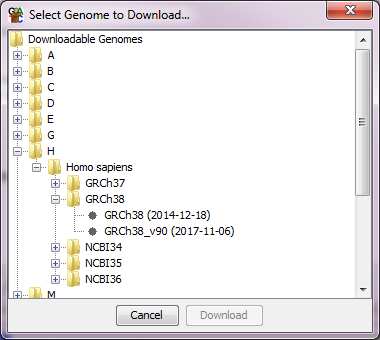 Select Genome to Download...
Downloadable Genomes
A
B
C
D
E
G
H
Homo sapiens
GRCh37
GRCh38
GRCh38 (2014-12-18)
GRCh38_v90 (2017-11-06)
NCBI34
NCBI35
NCBI36
M
Cancel Download